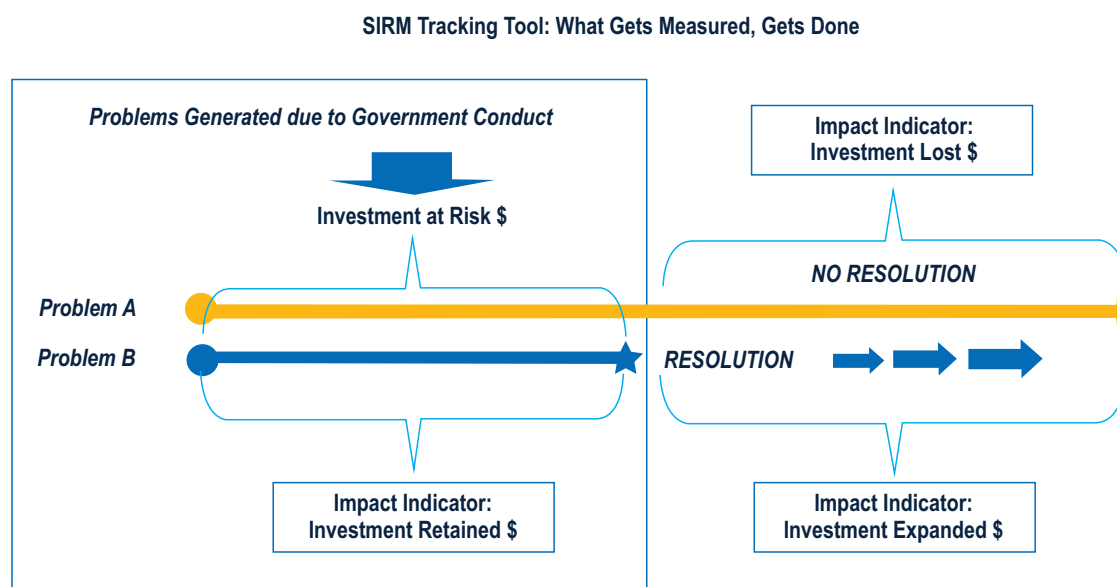 SIRM Tracking Tool: What Gets Measured, Gets Done
Problems Generated due to Government Conduct
Investment at Risk $
Impact Indicator:
Investment Lost $
NO RESOLUTION
Problem A
Problem B
RESOLUTION
Impact Indicator:
Investment Retained $
Impact Indicator:
Investment Expanded $